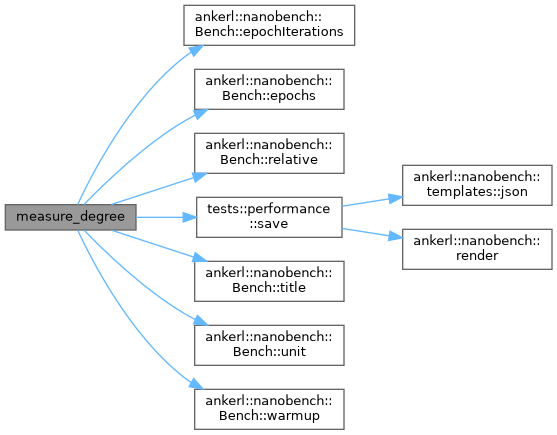 ankerl::nanobench::
Bench::epochIterations
ankerl::nanobench::
Bench::epochs
ankerl::nanobench::
Bench::relative
measure_degree
tests::performance
::save
ankerl::nanobench::
templates::json
ankerl::nanobench::
render
ankerl::nanobench::
Bench::title
ankerl::nanobench::
Bench::unit
ankerl::nanobench::
Bench::warmup